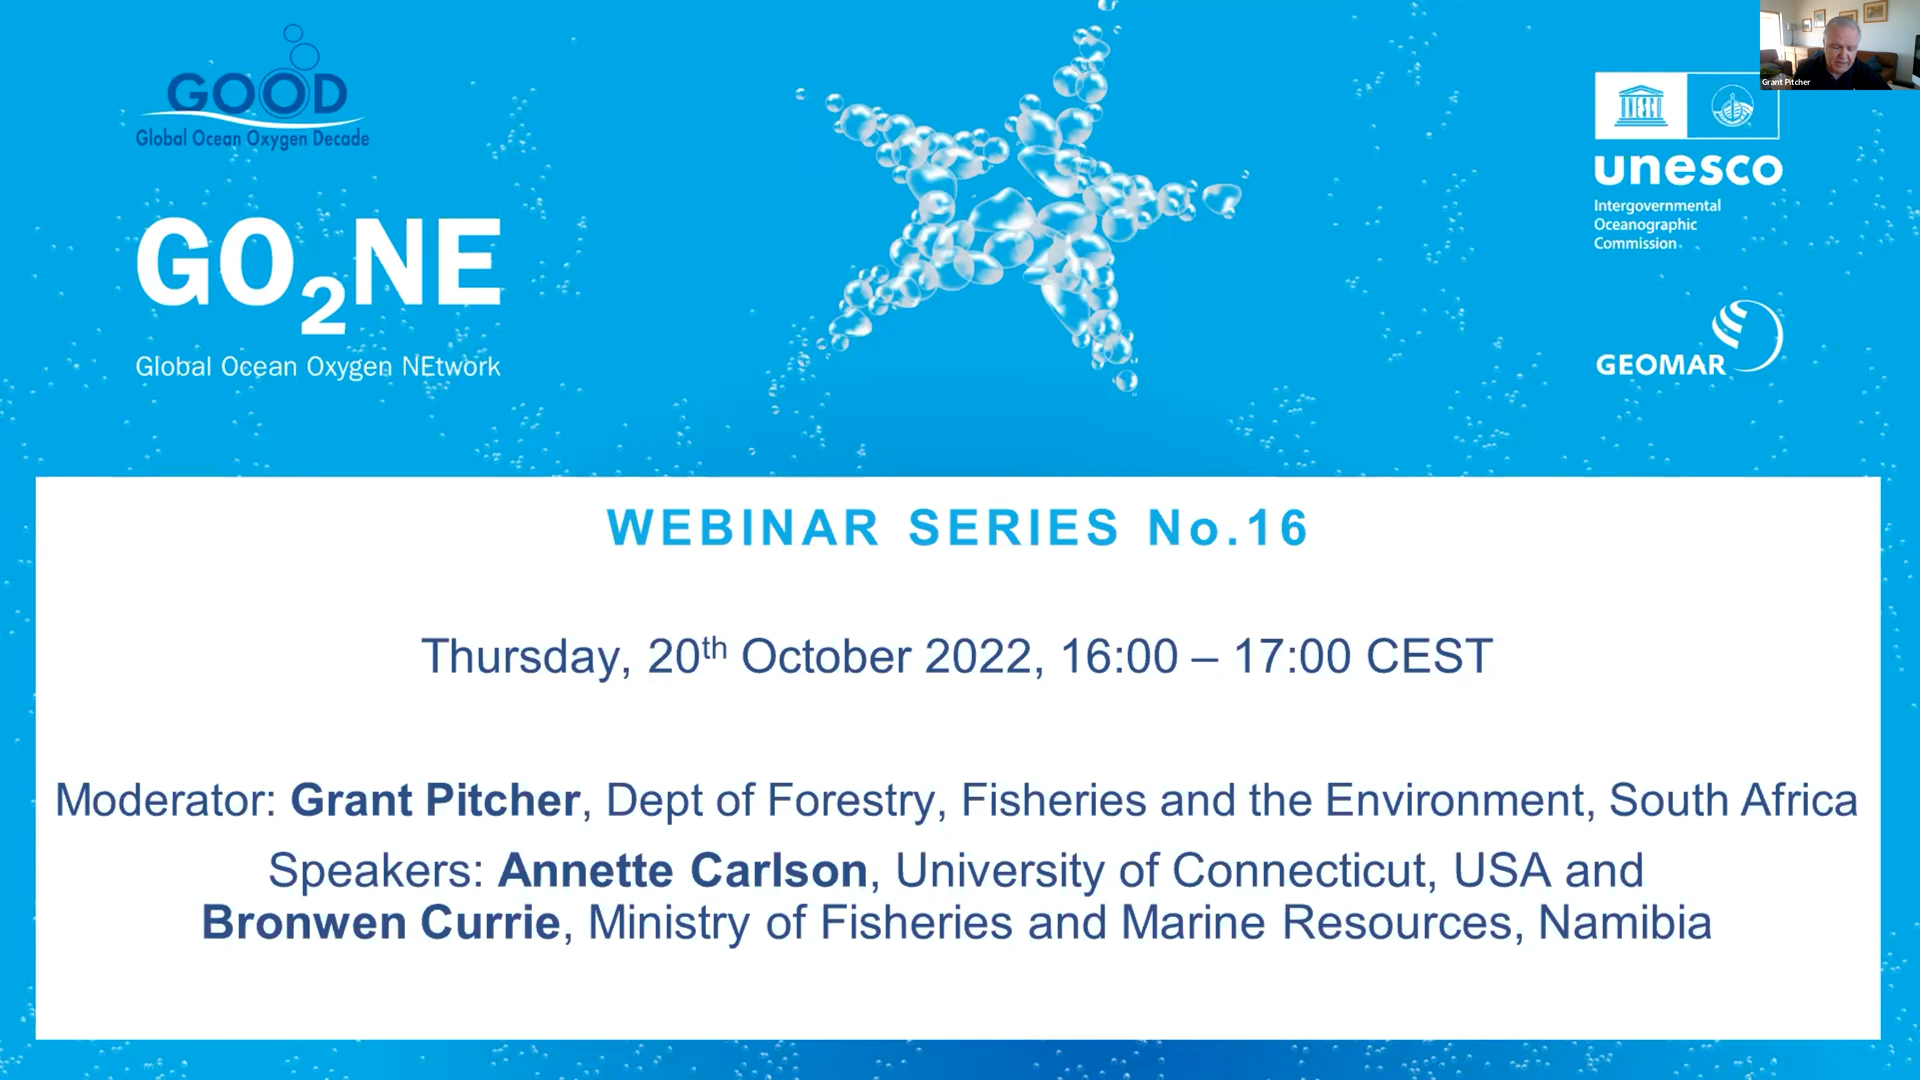 GOOD
Global Ocean Oxygen Decade
GO₂NE
Global Ocean Oxygen NEtwork
Grant Pitcher
UNESCO
unesco
Intergovernmental
Oceanographic
Commission
GEOMAR
WEBINAR SERIES No.16
Thursday, 20th October 2022, 16:00 – 17:00 CEST
Moderator: Grant Pitcher, Dept of Forestry, Fisheries and the Environment, South Africa
Speakers: Annette Carlson, University of Connecticut, USA and
Bronwen Currie, Ministry of Fisheries and Marine Resources, Namibia